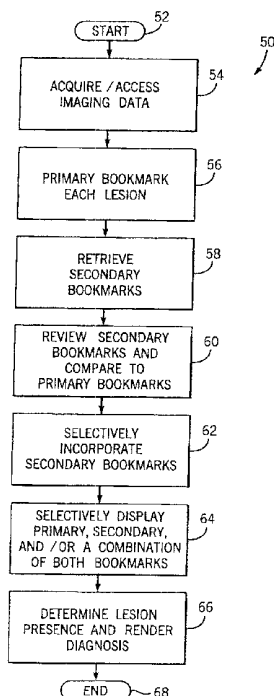 START
52
50
ACQUIRE / ACCESS
IMAGING DATA
54
PRIMARY BOOKMARK
EACH LESION
56
RETRIEVE
SECONDARY
BOOKMARKS
58
REVIEW SECONDARY
BOOKMARKS AND
COMPARE TO
PRIMARY BOOKMARKS
60
SELECTIVELY
INCORPORATE
SECONDARY BOOKMARKS
62
SELECTIVELY DISPLAY
PRIMARY, SECONDARY,
AND /OR A COMBINATION
OF BOTH BOOKMARKS
64
DETERMINE LESION
PRESENCE AND RENDER
DIAGNOSIS
66
END
68